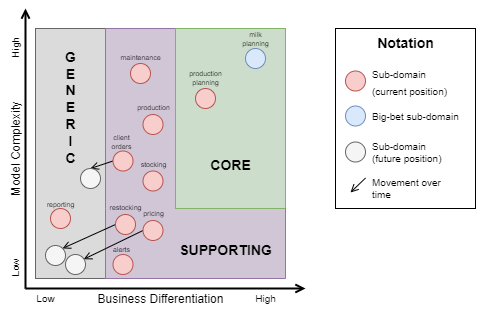 High
Model Complexity
Low
GENERIC
maintenance
production
client
orders
stocking
reporting
restocking
pricing
alerts
milk
planning
production
planning
CORE
SUPPORTING
Low
Business Differentiation
High
Notation
Sub-domain
(current position)
Big-bet sub-domain
Sub-domain
(future position)
Movement over
time